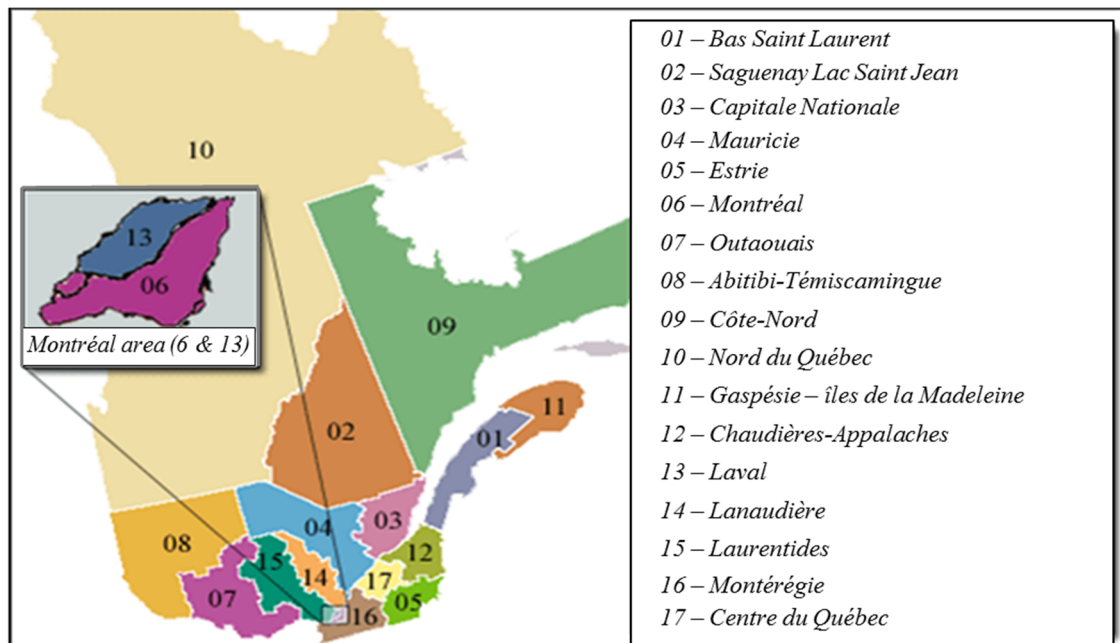 10
13
06
Montréal area (6 & 13)
09
02
11
01
04
03
08
15
14
12
17
07
05
16
01 – Bas Saint Laurent
02 – Saguenay Lac Saint Jean
03 – Capitale Nationale
04 – Mauricie
05 – Estrie
06 – Montréal
07 – Outaouais
08 – Abitibi-Témiscamingue
09 – Côte-Nord
10 – Nord du Québec
11 – Gaspésie – îles de la Madeleine
12 – Chaudières-Appalaches
13 – Laval
14 – Lanaudière
15 – Laurentides
16 – Montérégie
17 – Centre du Québec